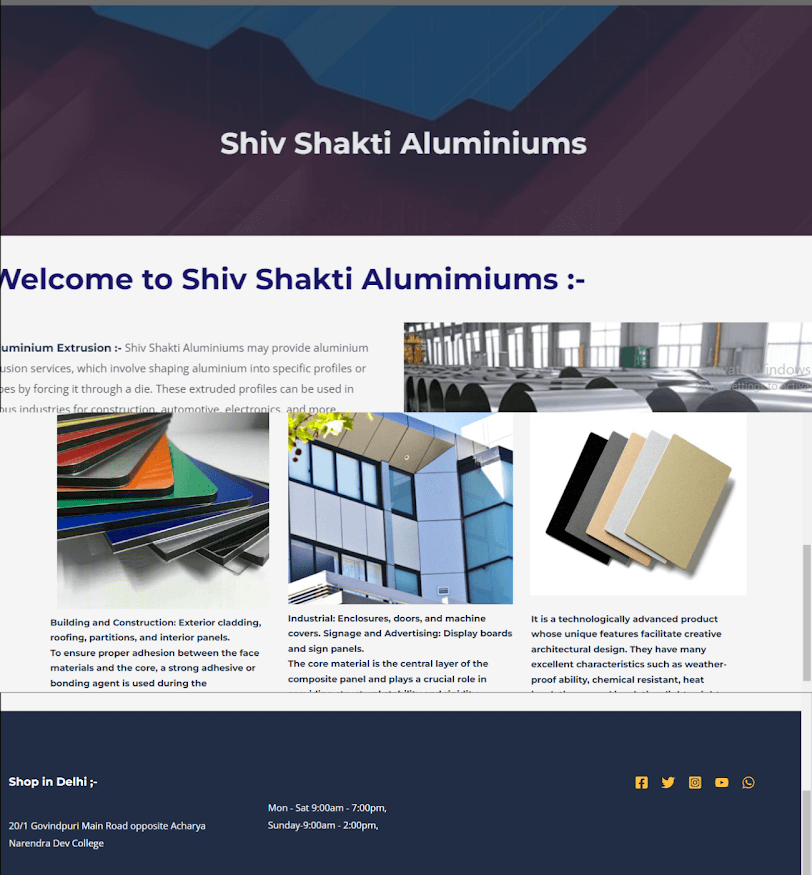 Shiv Shakti Aluminiums
Welcome to Shiv Shakti Alumimiums :-
uminium Extrusion :- Shiv Shakti Aluminiums may provide aluminium
usion services, which involve shaping aluminium into specific profiles or
pes by forcing it through a die. These extruded profiles can be used in
ous industries for construction, automotive, electronics, and more.
Building and Construction: Exterior cladding,
roofing, partitions, and interior panels.
To ensure proper adhesion between the face
materials and the core, a strong adhesive or
bonding agent is used during the
Industrial: Enclosures, doors, and machine
covers. Signage and Advertising: Display boards
and sign panels.
The core material is the central layer of the
composite panel and plays a crucial role in
It is a technologically advanced product
whose unique features facilitate creative
architectural design. They have many
excellent characteristics such as weather-
proof ability, chemical resistant, heat
Shop in Delhi ;-
20/1 Govindpuri Main Road opposite Acharya
Narendra Dev College
Mon - Sat 9:00am - 7:00pm,
Sunday-9:00am - 2:00pm,